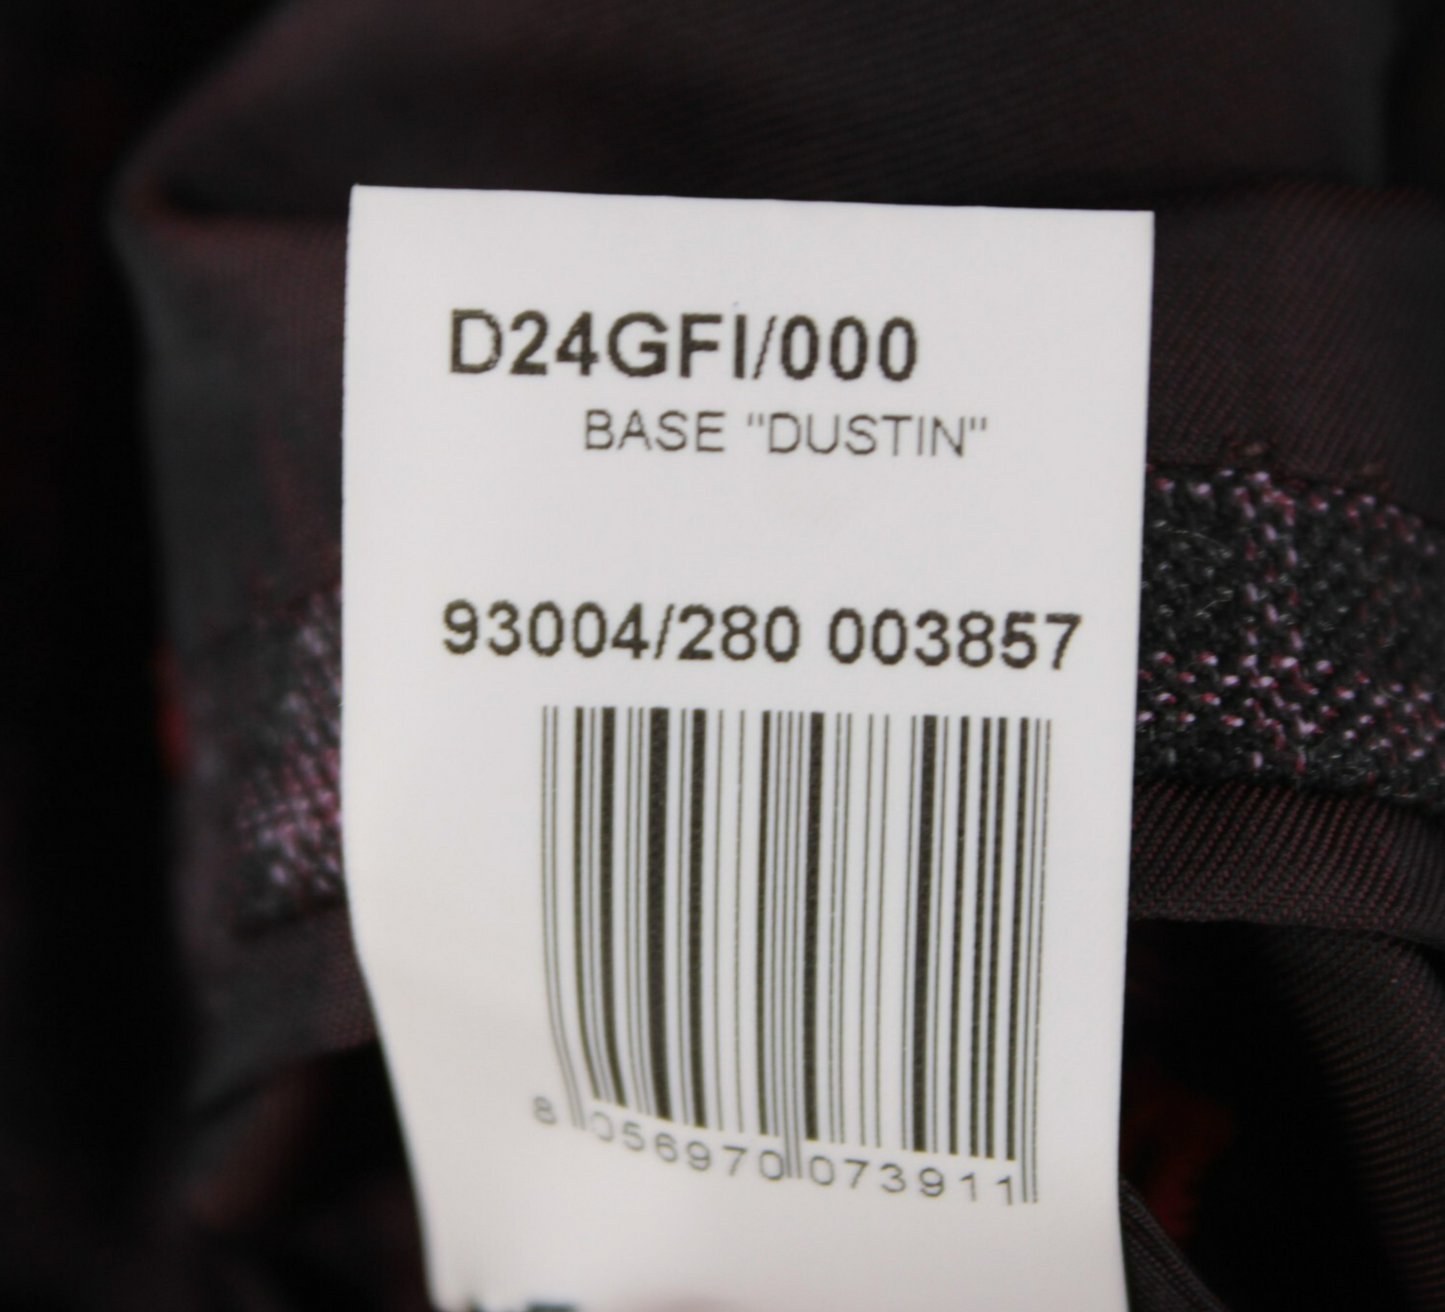 D24GFI/000
BASE "DUSTIN"
93004/280 003857
8 056970 073911